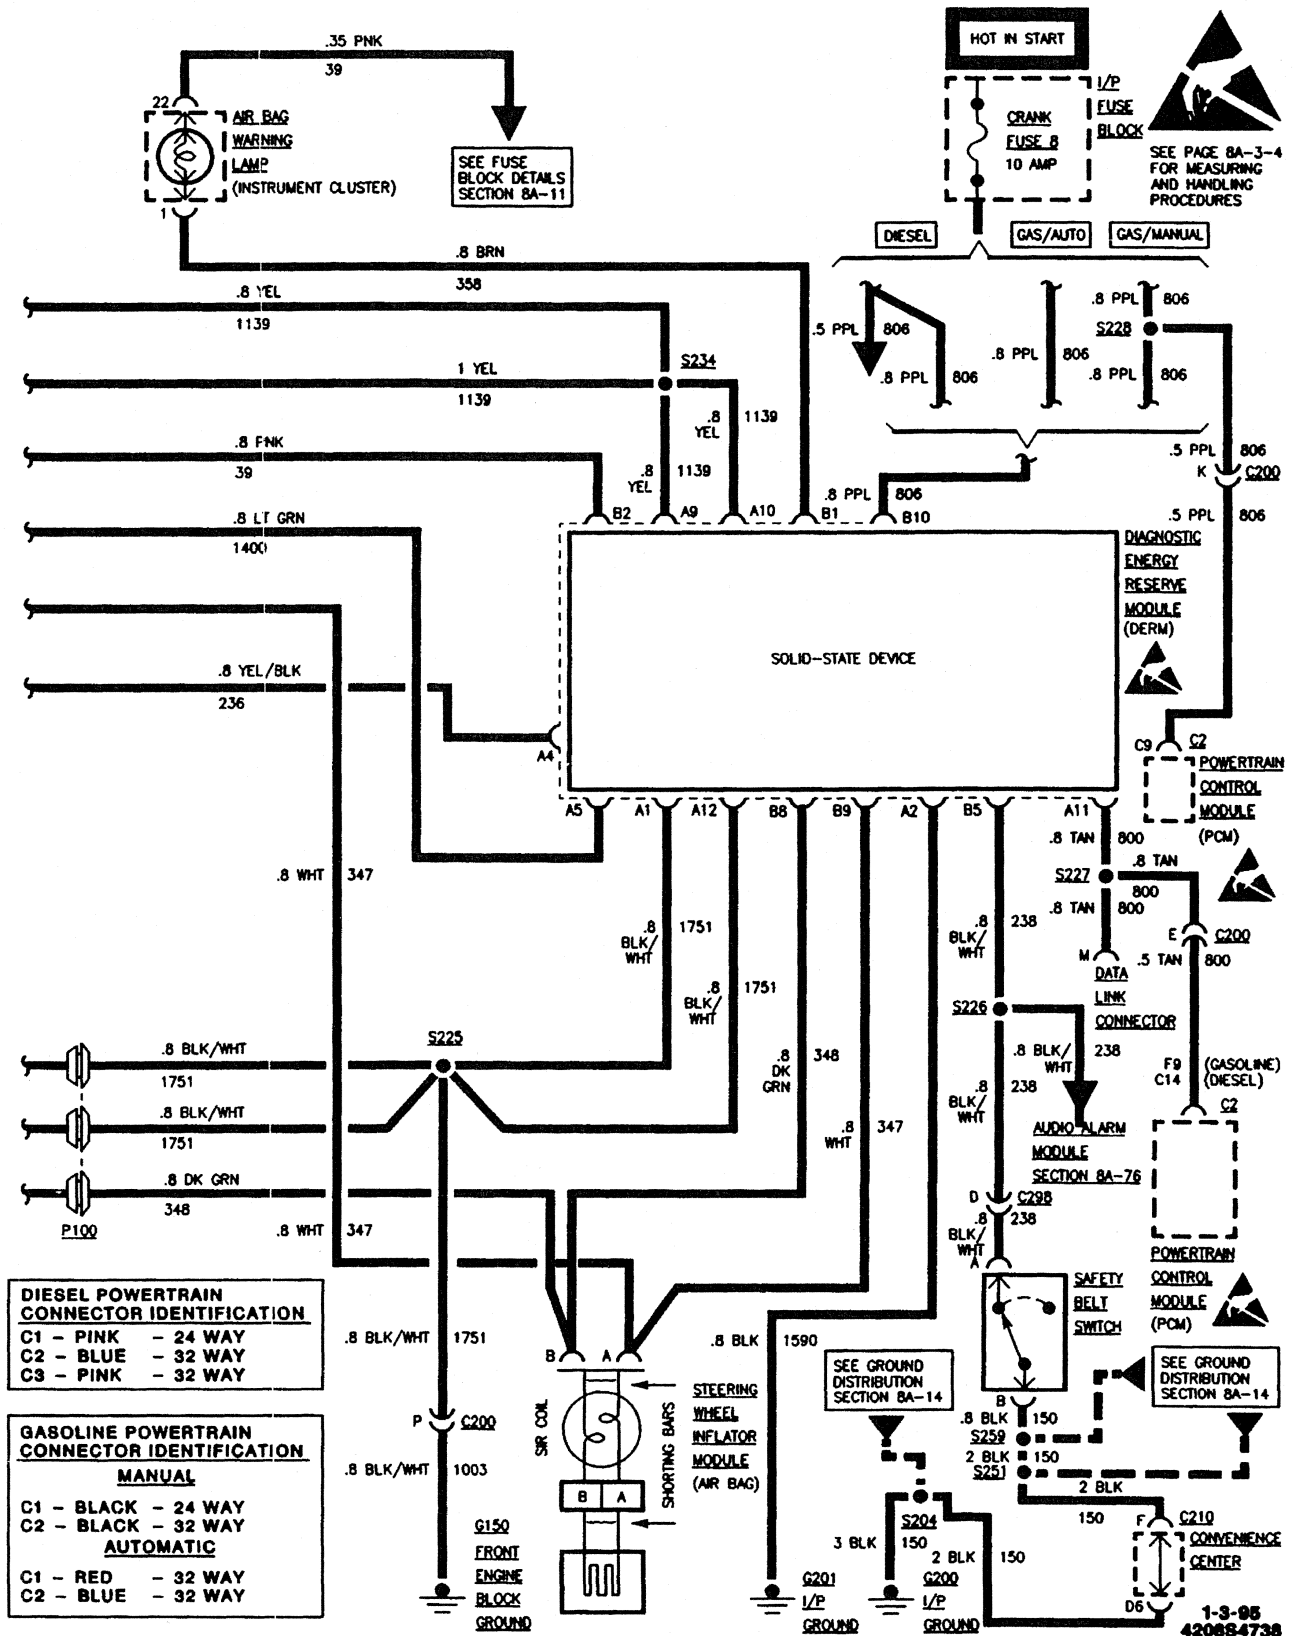 .35 PNK
39
22
AIR BAG
WARNING
LAMP
(INSTRUMENT CLUSTER)
1
SEE FUSE
BLOCK DETAILS
SECTION 8A-11
HOT IN START
I/P
FUSE
BLOCK
CRANK
FUSE 8
10 AMP
SEE PAGE 8A-3-4
FOR MEASURING
AND HANDLING
PROCEDURES
DIESEL
GAS/AUTO
GAS/MANUAL
.8 BRN
358
.8 YEL
1139
1 YEL
1139
S234
.8 YEL
1139
.8 YEL
1139
.8 PNK
39
.8 LT GRN
1400
.8 YEL/BLK
236
.5 PPL 806
.8 PPL 806
.8 PPL 806
.8 PPL 806
S228
.8 PPL 806
.5 PPL 806
K C200
.5 PPL 806
.8 PPL 806
B2 A9 A10 B1 B10
DIAGNOSTIC
ENERGY
RESERVE
MODULE
(DERM)
SOLID-STATE DEVICE
A4
C9 C2
POWERTRAIN
CONTROL
MODULE
(PCM)
A5 A1 A12 B8 B9 A2 B5 A11
.8 TAN 800
.8 TAN
S227
800
.8 TAN 800
E C200
.5 TAN 800
M
DATA
LINK
CONNECTOR
.8 WHT 347
.8
BLK/
WHT
1751
.8
BLK/
WHT
1751
.8
BLK/
WHT
238
S226
.8 BLK/
WHT
238
.8
BLK/
WHT
238
F9 (GASOLINE)
C14 (DIESEL)
C2
S225
.8 BLK/WHT
1751
.8 BLK/WHT
1751
.8 DK GRN
348
P100
.8
DK
GRN
348
.8
WHT
347
AUDIO ALARM
MODULE
SECTION 8A-76
D C298
.8
BLK/
WHT
238
A
.8 WHT 347
POWERTRAIN
CONTROL
MODULE
(PCM)
SAFETY
BELT
SWITCH
B
DIESEL POWERTRAIN
CONNECTOR IDENTIFICATION
C1 - PINK - 24 WAY
C2 - BLUE - 32 WAY
C3 - PINK - 32 WAY
.8 BLK/WHT 1751
B A
.8 BLK 1590
SEE GROUND
DISTRIBUTION
SECTION 8A-14
SEE GROUND
DISTRIBUTION
SECTION 8A-14
GASOLINE POWERTRAIN
CONNECTOR IDENTIFICATION
MANUAL
C1 - BLACK - 24 WAY
C2 - BLACK - 32 WAY
AUTOMATIC
C1 - RED - 32 WAY
C2 - BLUE - 32 WAY
P C200
.8 BLK/WHT 1003
G150
FRONT
ENGINE
BLOCK
GROUND
SIR COIL
SHORTING BARS
B A
STEERING
WHEEL
INFLATOR
MODULE
(AIR BAG)
.8 BLK 150
S259
2 BLK 150
S251
2 BLK
150
S204
3 BLK 150
2 BLK 150
F C210
CONVENIENCE
CENTER
D6
G201
I/P
GROUND
G200
I/P
GROUND
1-3-95
4208S4738